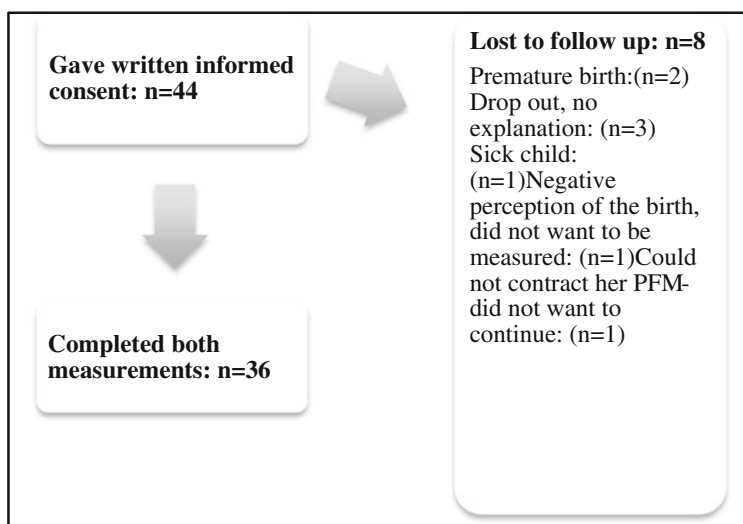 Gave written informed
consent: n=44
Completed both
measurements: n=36
Lost to follow up: n=8
Premature birth:(n=2)
Drop out, no
explanation: (n=3)
Sick child:
(n=1)Negative
perception of the birth,
did not want to be
measured: (n=1)Could
not contract her PFM-
did not want to
continue: (n=1)